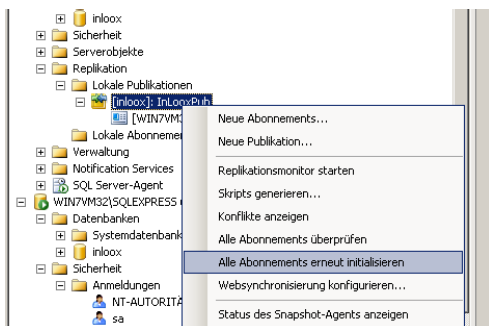 inloox
Sicherheit
Serverobjekte
Replikation
Lokale Publikationen
[inloox]: InLooxPub
[WIN7VM3
Lokale Abonnemen
Verwaltung
Notification Services
SQL Server-Agent
WIN7VM32\SQLEXPRESS
Datenbanken
Systemdatenbank
inloox
Sicherheit
Anmeldungen
NT-AUTORITÄ
sa
Neue Abonnements...
Neue Publikation...
Replikationsmonitor starten
Skripts generieren...
Konflikte anzeigen
Alle Abonnements überprüfen
Alle Abonnements erneut initialisieren
Websynchronisierung konfigurieren...
Status des Snapshot-Agents anzeigen